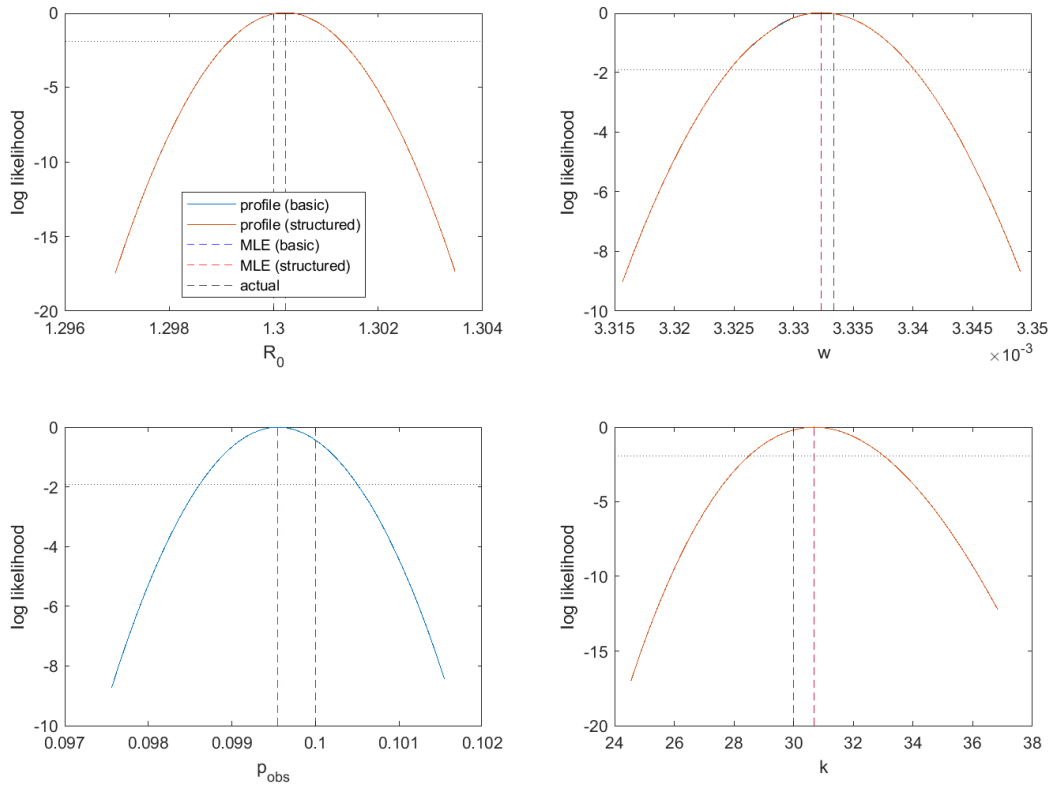 0
-5
-10
-15
-20
log likelihood
1.296 1.298 1.3 1.302 1.304
R_0
profile (basic)
profile (structured)
MLE (basic)
MLE (structured)
actual
0
-2
-4
-6
-8
-10
log likelihood
3.315 3.32 3.325 3.33 3.335 3.34 3.345 3.35
×10^-3
w
0
-2
-4
-6
-8
-10
log likelihood
0.097 0.098 0.099 0.1 0.101 0.102
p_obs
0
-5
-10
-15
-20
log likelihood
24 26 28 30 32 34 36 38
k